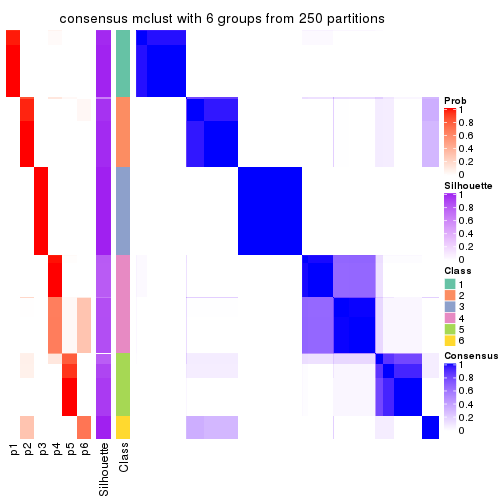 consensus mclust with 6 groups from 250 partitions
Prob
1
0.8
0.6
0.4
0.2
0
Silhouette
1
0.8
0.6
0.4
0.2
0
Class
1
2
3
4
5
6
Consensus
1
0.8
0.6
0.4
0.2
0
p1
p2
p3
p4
p5
p6
Silhouette
Class